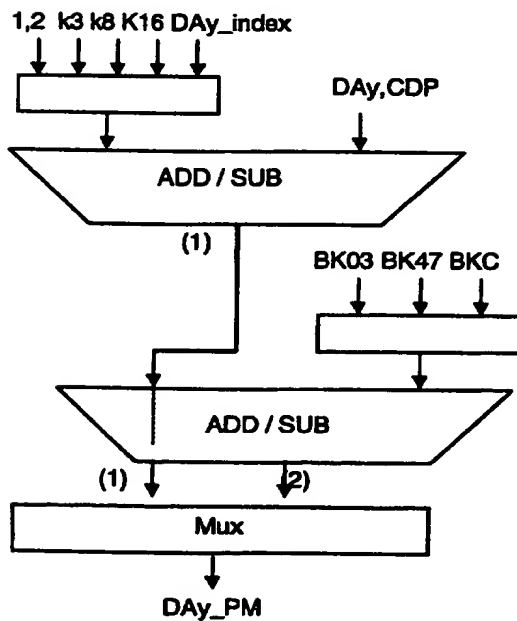 1,2 k3 k8 K16 DAy_index
DAy,CDP
ADD / SUB
(1)
BK03 BK47 BKC
ADD / SUB
(1) (2)
Mux
DAy_PM